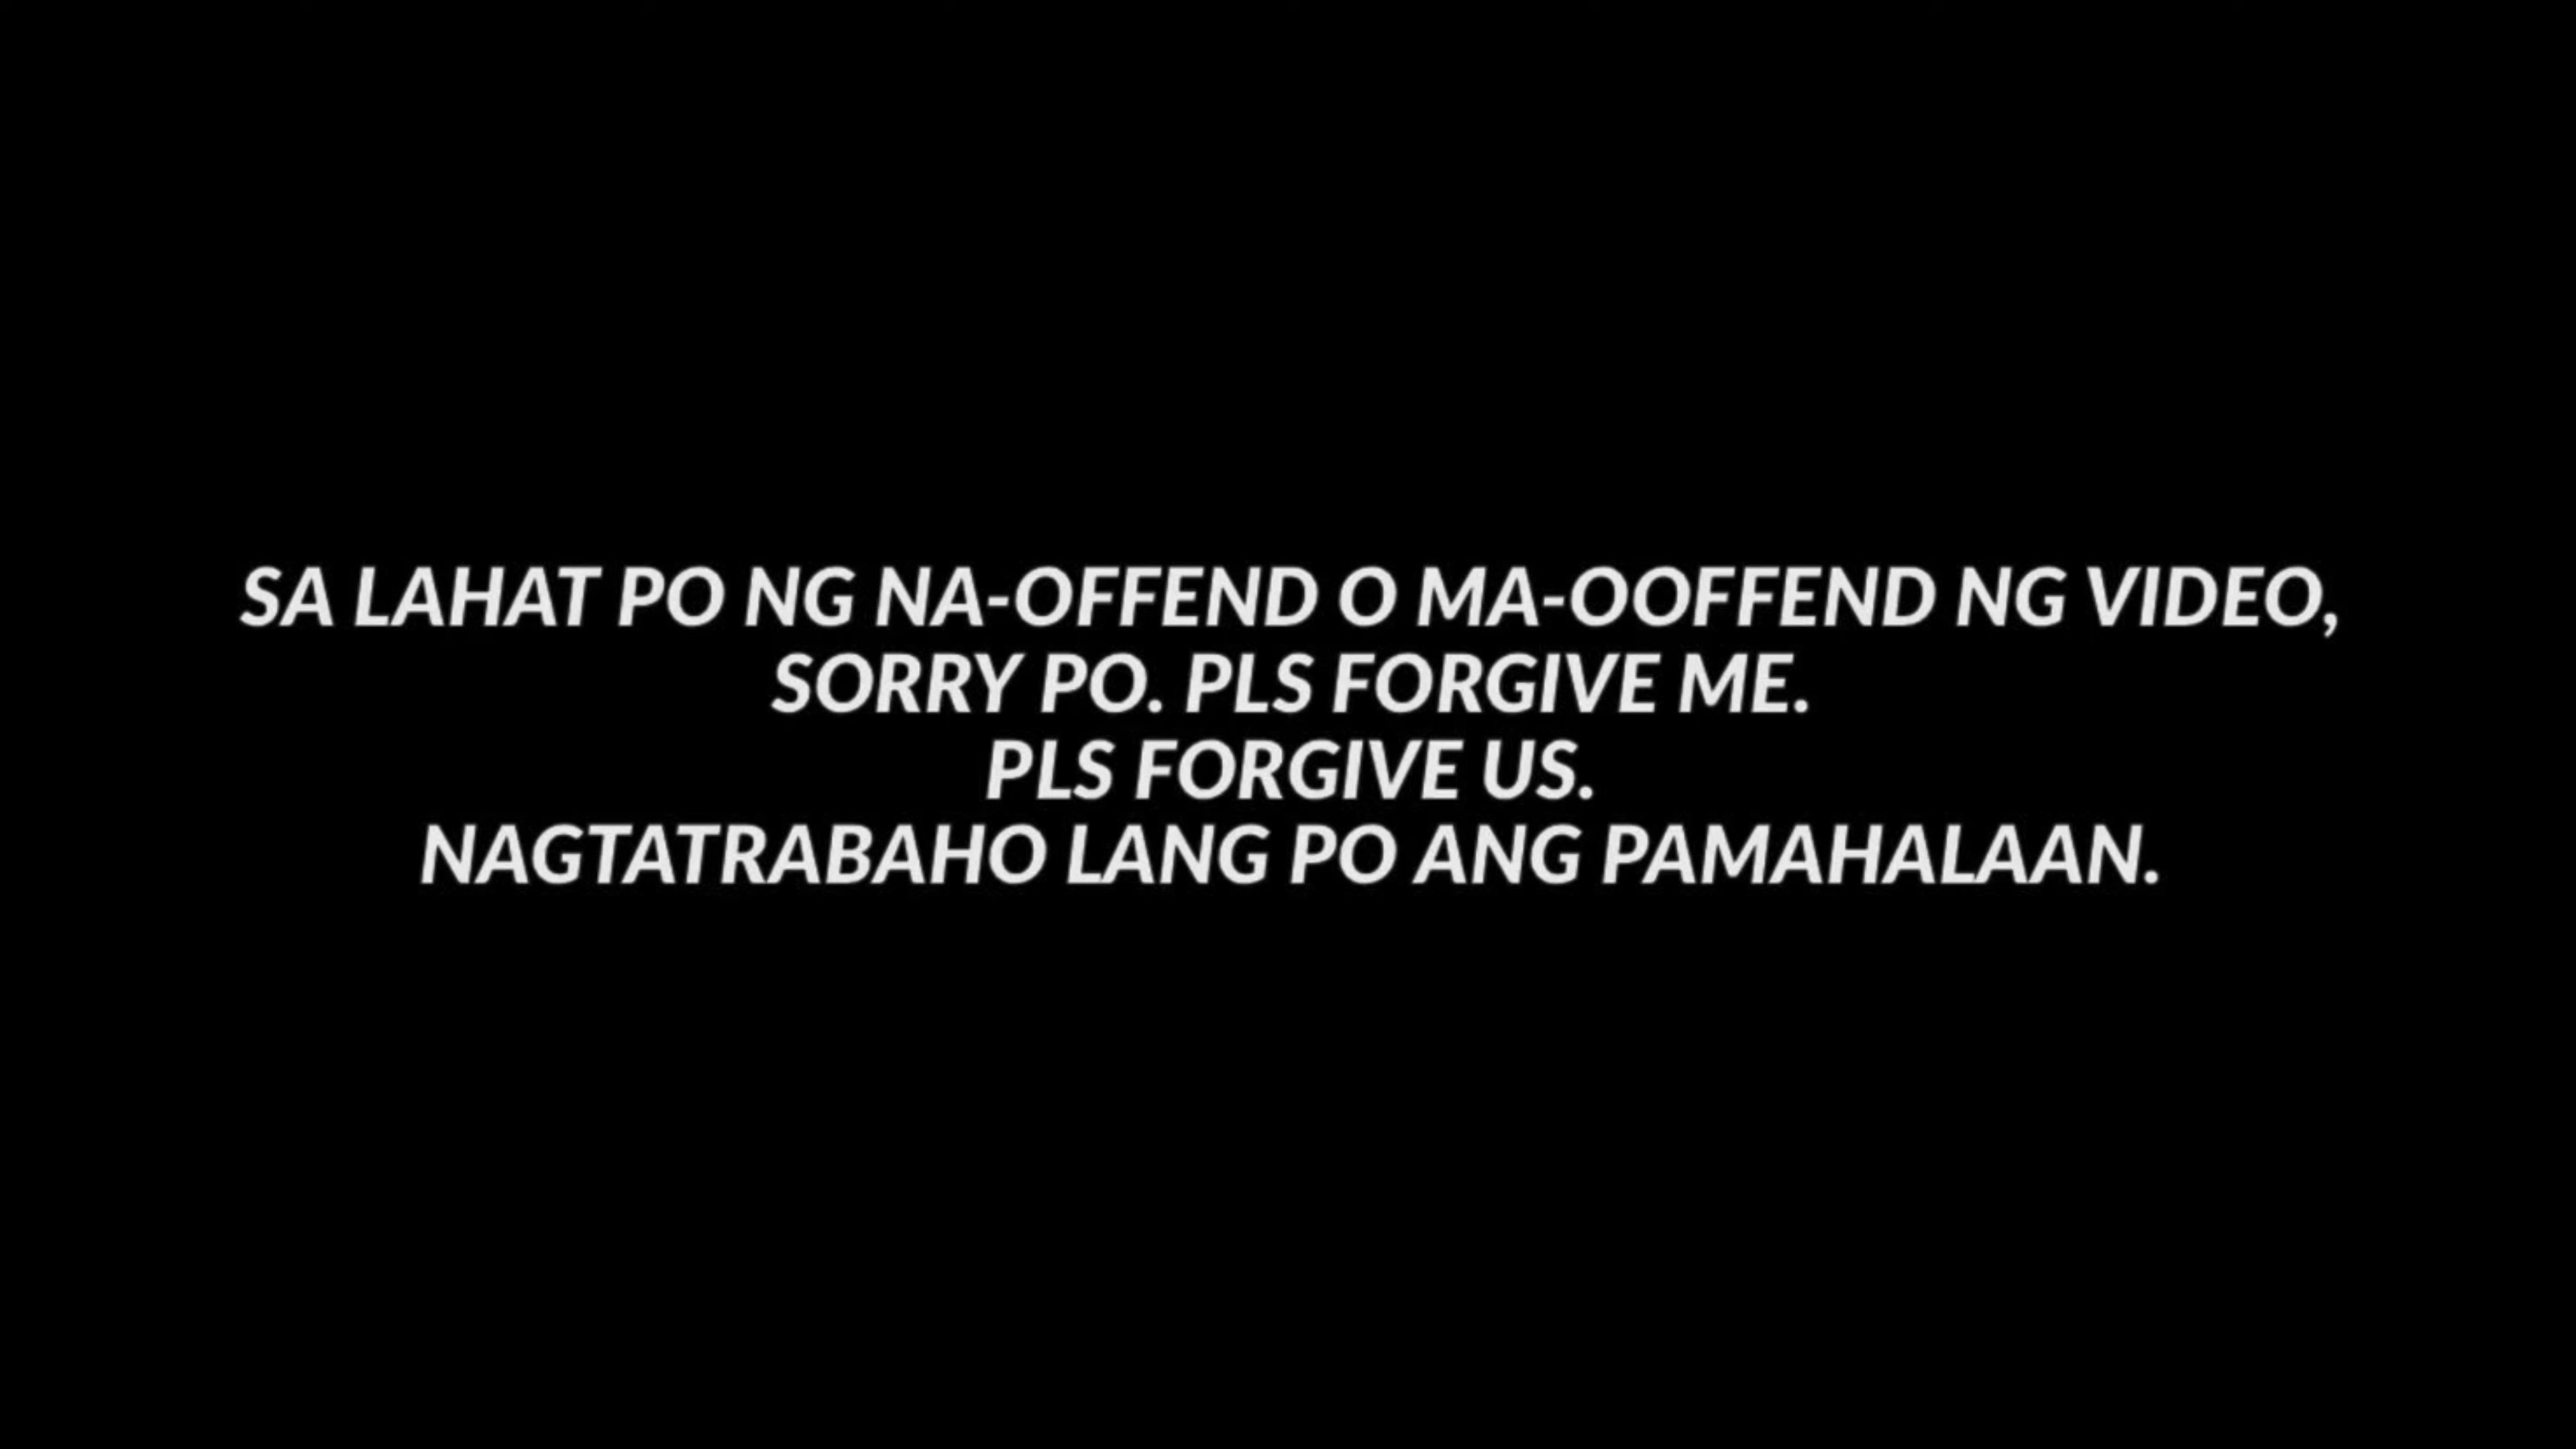 SA LAHAT PO NG NA-OFFEND O MA-OOFFEND NG VIDEO,
SORRY PO. PLS FORGIVE ME.
PLS FORGIVE US.
NAGTATRABAHO LANG PO ANG PAMAHALAAN.